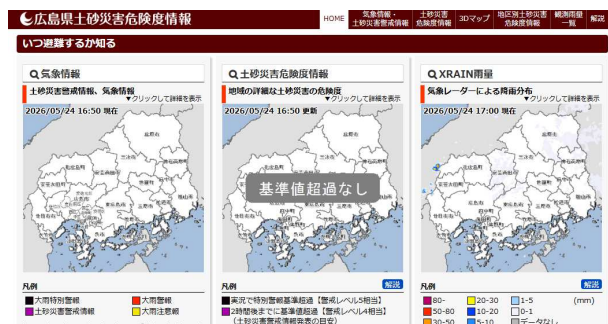 広島県土砂災害危険度情報
HOME
気象情報・
土砂災害警戒情報
土砂災害
危険度情報
3Dマップ
地区別土砂災害
危険度情報
観測雨量
一覧
解説
いつ避難するか知る
気象情報
土砂災害警戒情報、気象情報
▼クリックして詳細を表示
2026/05/24 16:50 現在
凡例
大雨特別警報
大雨警報
土砂災害警戒情報
大雨注意報
土砂災害危険度情報
地域の詳細な土砂災害の危険度
▼クリックして詳細を表示
2026/05/24 16:50 更新
基準値超過なし
凡例
解説
実況で特別警報基準超過【警戒レベル5相当】
2時間後までに基準値超過【警戒レベル4相当】
(土砂災害警戒情報発表の目安)
XRAIN雨量
気象レーダーによる降雨分布
▼クリックして詳細を表示
2026/05/24 17:00 現在
庄原市
三次市
凡例
解説
80-
20-30
1-5
(mm)
50-80
10-20
0-1
30-50
5-10
データなし